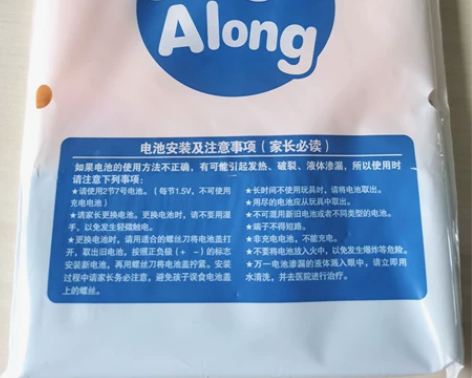 Along
电池安装及注意事项（家长必读）
如果电池的使用方法不正确，有可能引起发热、破裂、液体渗漏，所以使用时
请注意下列事项：
★请使用2节7号电池。（每节1.5V，不可使用
充电电池）
★请家长更换电池。更换电池时，请不要用湿
手，以免发生轻微触电。
★更换电池时，请用适合的螺丝刀将电池盖打
开，取出旧电池，按照正负极（+ -）的标志
安装新电池，再用螺丝刀将电池盖拧紧。安装
过程中请家长务必注意，避免孩子误食电池盖
上的螺丝。
★长时间不使用玩具时，请将电池取出。
★用尽的电池应从玩具中取出。
★不可混用新旧电池或者不同类型的电池。
★端子不得短路。
★非充电电池，不能充电。
★不要将电池放入火中，以免发生爆炸等危险。
★万一电池渗漏的液体溅入眼中，请立即用
水清洗，并去医院进行治疗。